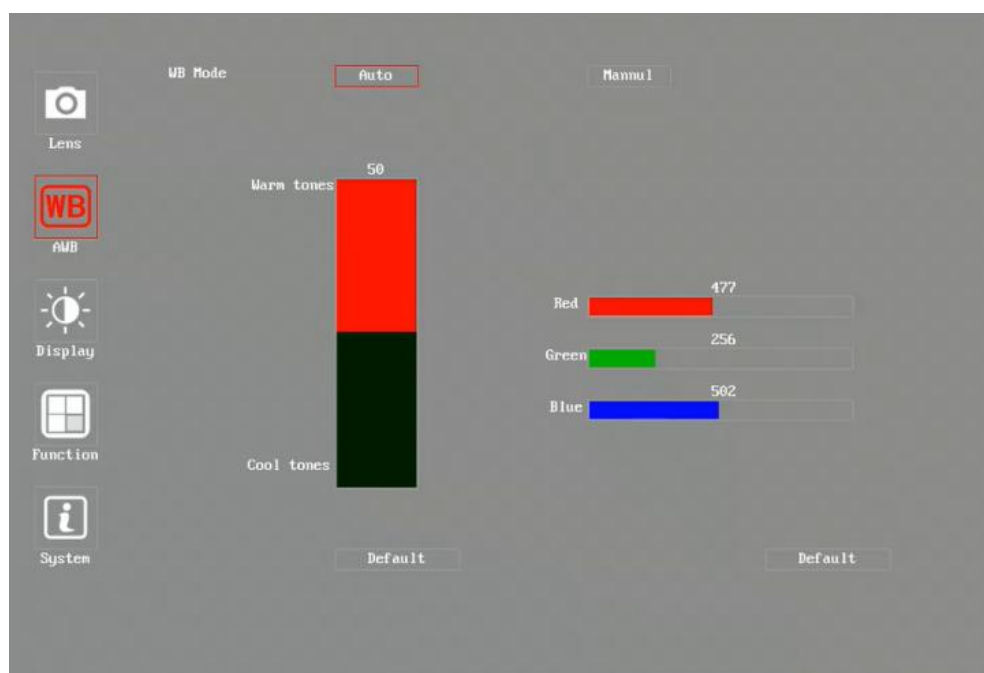 WB Mode
Auto
Mannul
Lens
50
Warm tones
WB
AWB
477
Red
256
Green
Display
502
Blue
Function
Cool tones
i
System
Default
Default